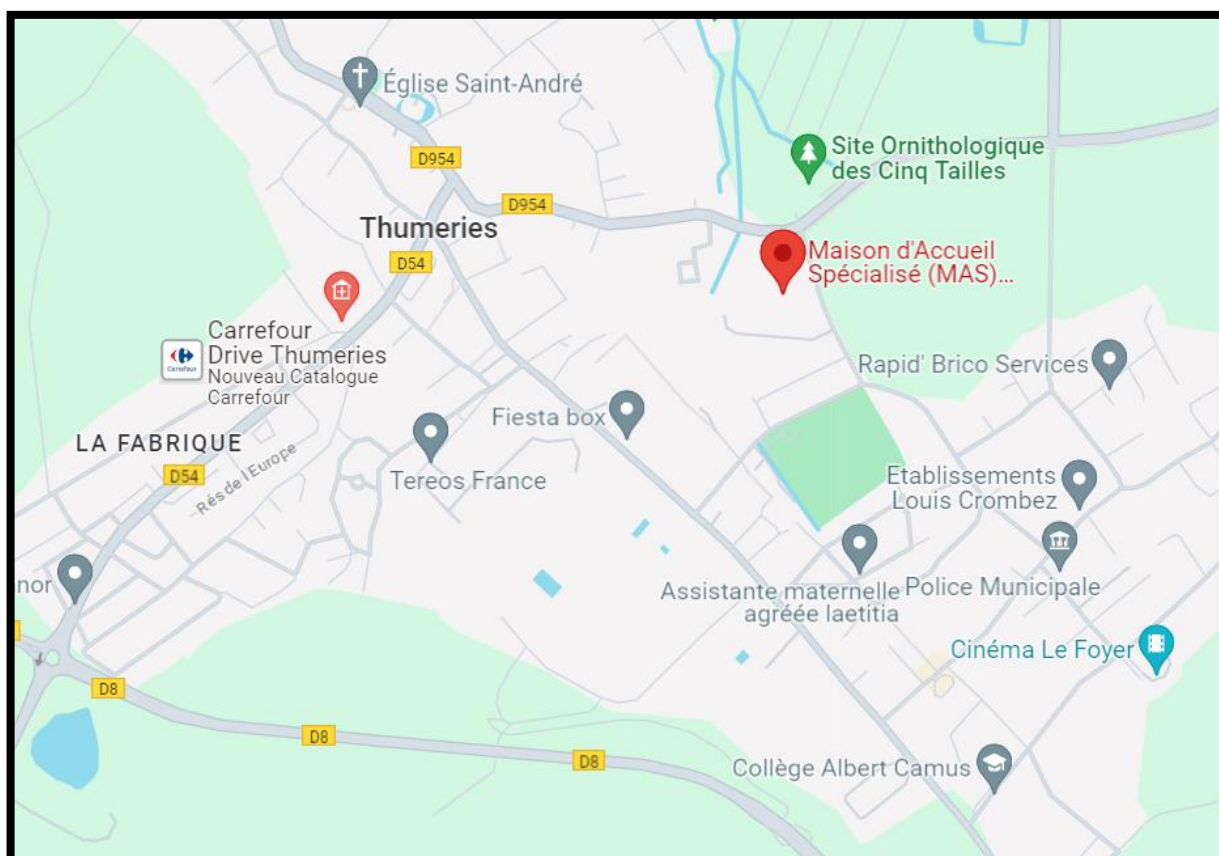 Église Saint-André
D954
Site Ornithologique
des Cinq Tailles
D954
Thumeries
D54
Maison d'Accueil
Spécialisé (MAS)...
Carrefour
Drive Thumeries
Nouveau Catalogue
Carrefour
Carrefour
Rapid' Brico Services
Fiesta box
LA FABRIQUE
D54
Rés de l'Europe
Tereos France
Etablissements
Louis Crombez
nor
Assistante maternelle
agréée laetitia
Police Municipale
Cinéma Le Foyer
D8
D8
D8
Collège Albert Camus